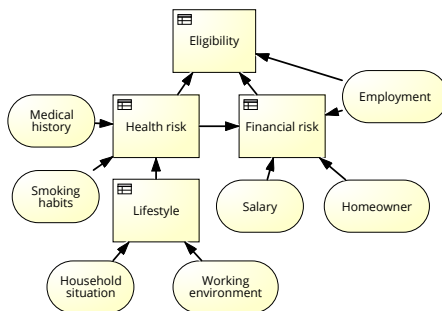 Eligibility
Employment
Medical
history
Health risk
Financial risk
Smoking
habits
Lifestyle
Salary
Homeowner
Household
situation
Working
environment